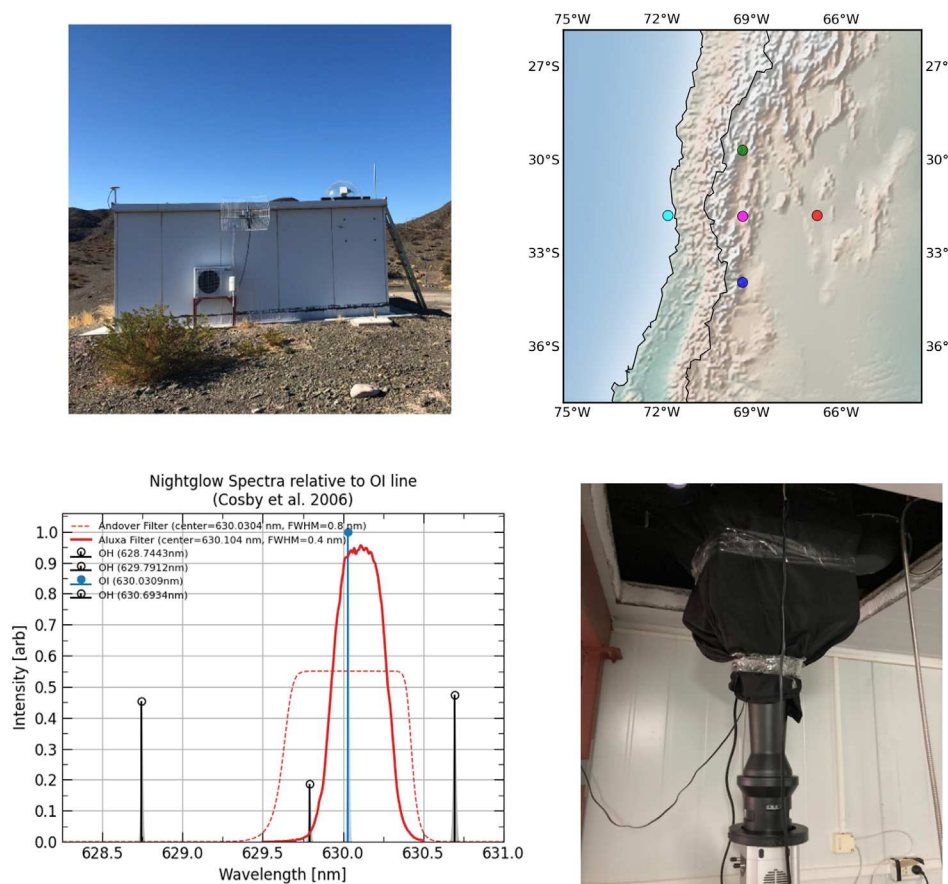 75°W 72°W 69°W 66°W
27°S 27°
30°S 30°
33°S 33°
36°S 36°
75°W 72°W 69°W 66°W
Nightglow Spectra relative to OI line
(Cosby et al. 2006)
Andover Filter (center=630.0304 nm, FWHM=0.8 nm)
Aluxa Filter (center=630.104 nm, FWHM=0.4 nm)
OH (628.7443nm)
OH (629.7912nm)
OI (630.0309nm)
OH (630.6934nm)
Intensity [arb]
1.0
0.9
0.8
0.7
0.6
0.5
0.4
0.3
0.2
0.1
0.0
628.5 629.0 629.5 630.0 630.5 631.0
Wavelength [nm]